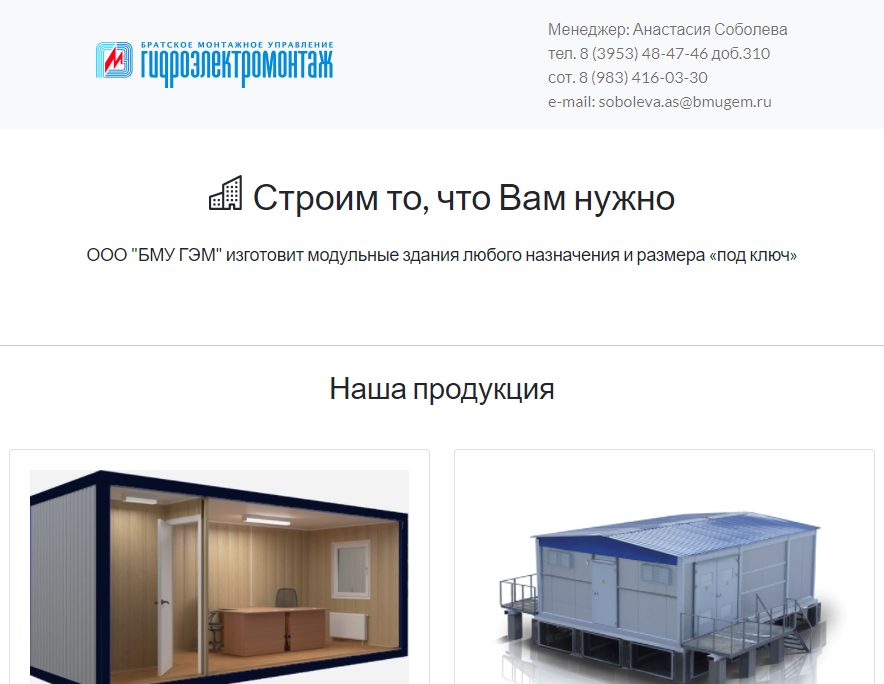 БРАТСКОЕ МОНТАЖНОЕ УПРАВЛЕНИЕ
гидроэлектромонтаж
Менеджер: Анастасия Соболева
тел. 8 (3953) 48-47-46 доб.310
сот. 8 (983) 416-03-30
e-mail: soboleva.as@bmugem.ru
Строим то, что Вам нужно
ООО "БМУ ГЭМ" изготовит модульные здания любого назначения и размера «под ключ»
Наша продукция